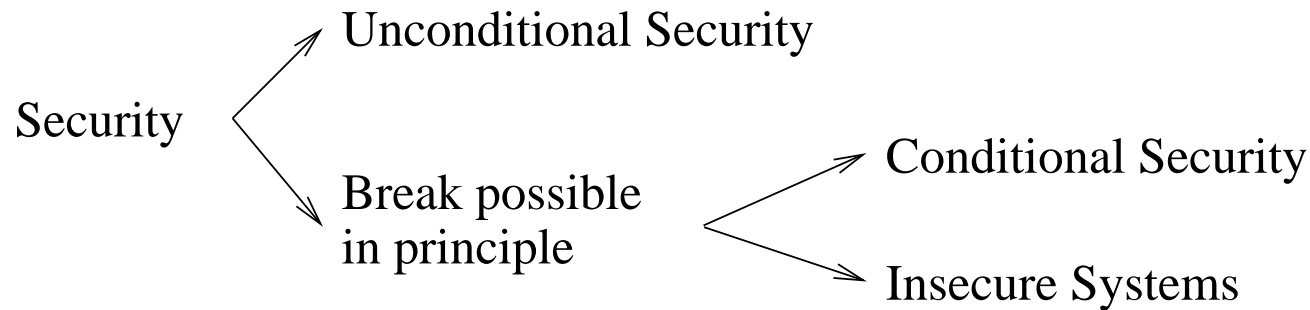 Unconditional Security
Security
Conditional Security
Break possible
in principle
Insecure Systems